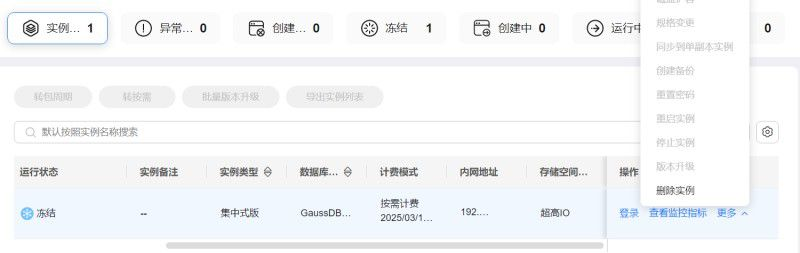 实例… 1
异常… 0
创建… 0
冻结 1
创建中 0
运行中
0
规格变更
同步到单副本实例
创建备份
重置密码
重启实例
停止实例
版本升级
删除实例
转包周期 转按需 批量版本升级 导出实例列表
默认按照实例名称搜索
运行状态 实例备注 实例类型 数据库… 计费模式 内网地址 存储空间… 操作
冻结 -- 集中式版 GaussDB… 按需计费 192.… 超高IO 登录 查看监控指标 更多
2025/03/1…